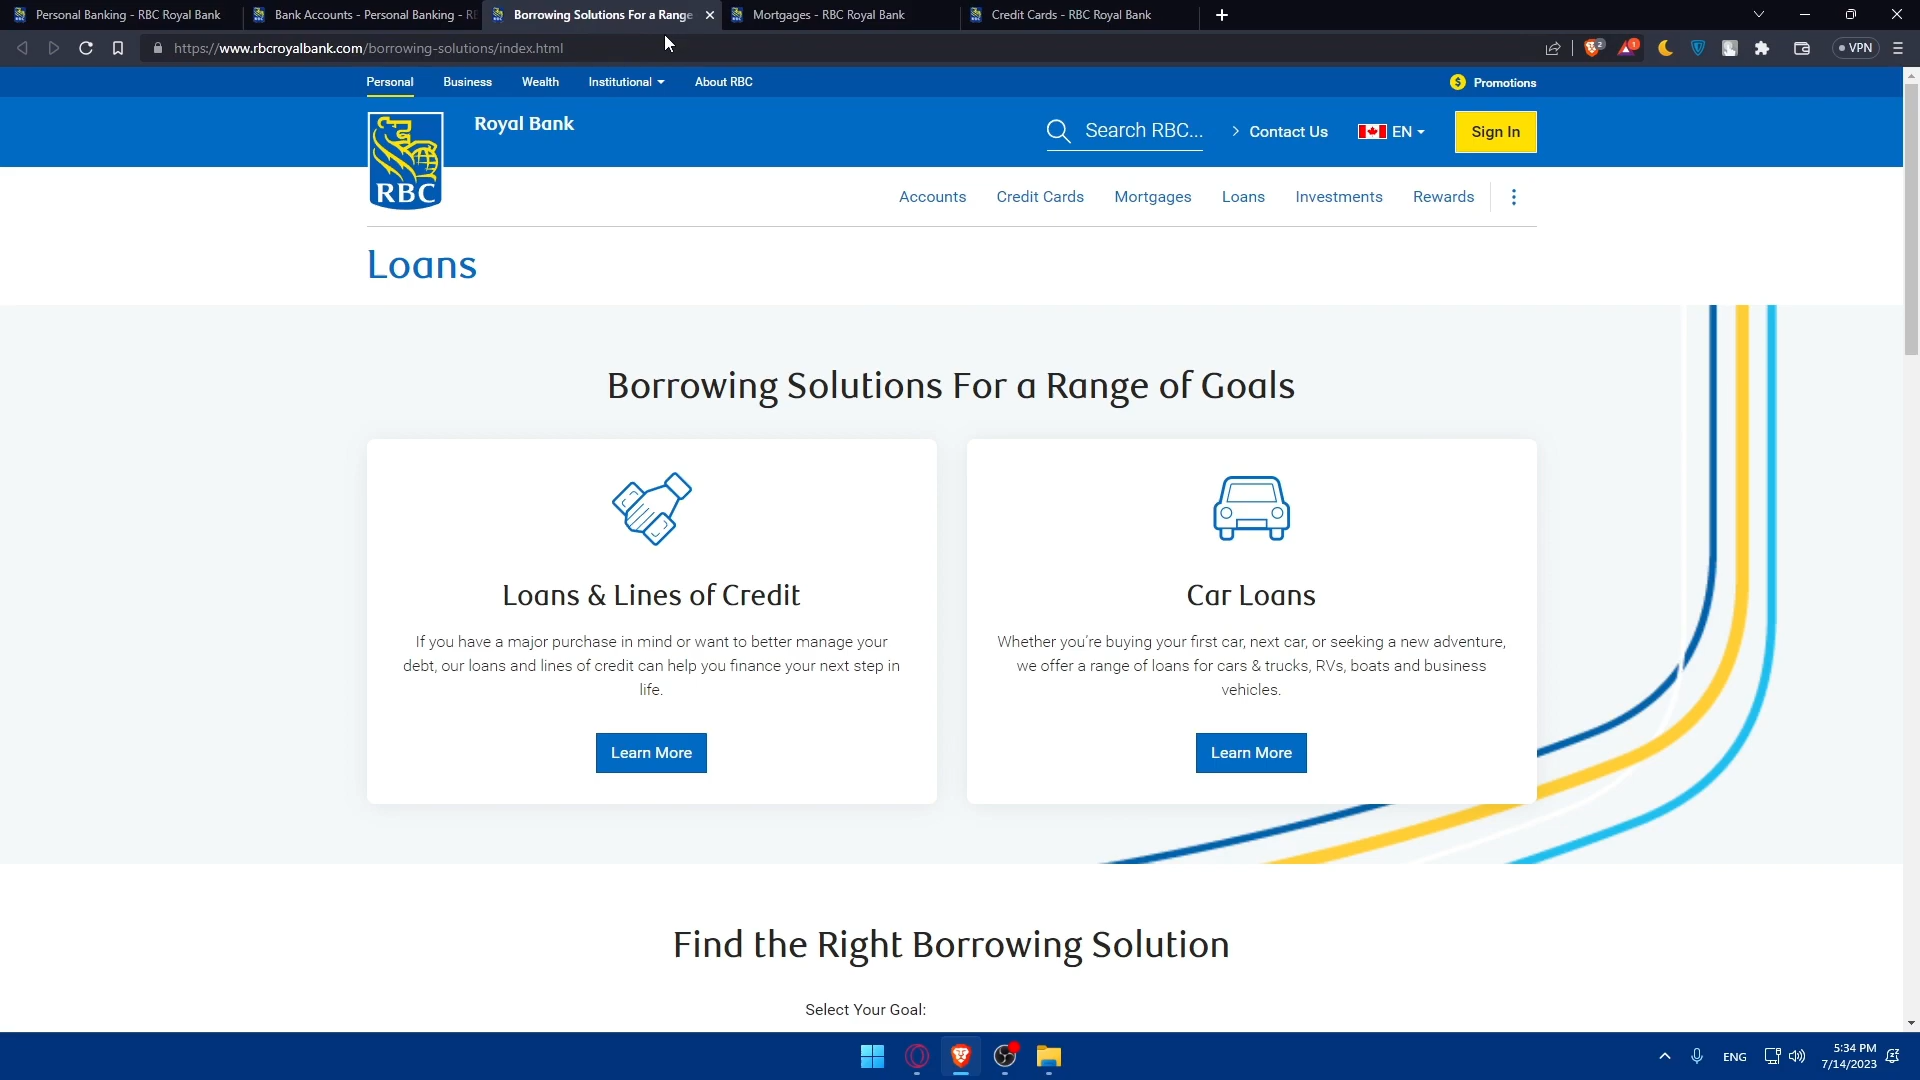 Personal Banking - RBC Royal Bank
Bank Accounts - Personal Banking - RB
Borrowing Solutions For a Range
Mortgages - RBC Royal Bank
Credit Cards - RBC Royal Bank
https://www.rbcroyalbank.com/borrowing-solutions/index.html
2
1
VPN
Personal
Business
Wealth
Institutional
About RBC
$ Promotions
RBC
Royal Bank
Search RBC...
Contact Us
EN
Sign In
Accounts
Credit Cards
Mortgages
Loans
Investments
Rewards
Loans
Borrowing Solutions For a Range of Goals
Loans & Lines of Credit
If you have a major purchase in mind or want to better manage your
debt, our loans and lines of credit can help you finance your next step in
life.
Learn More
Car Loans
Whether you’re buying your first car, next car, or seeking a new adventure,
we offer a range of loans for cars & trucks, RVs, boats and business
vehicles.
Learn More
Find the Right Borrowing Solution
Select Your Goal:
ENG
5:34 PM
7/14/2023